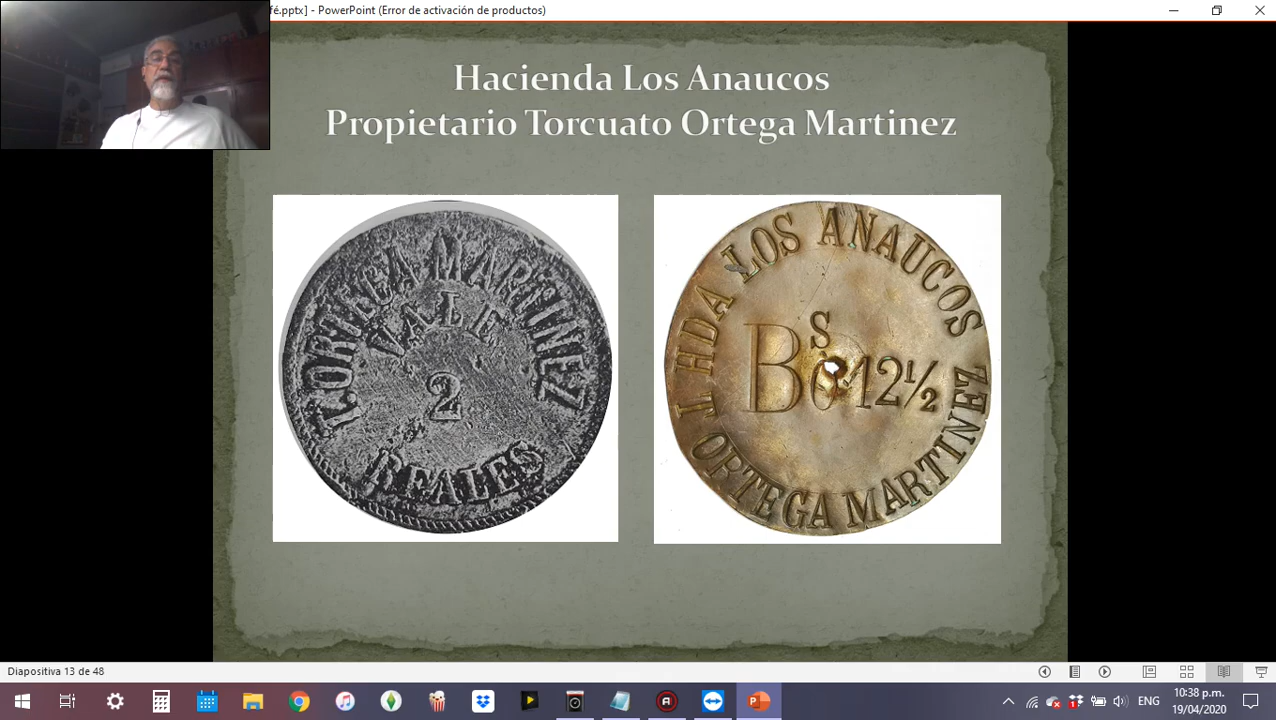 fé.pptx] - PowerPoint (Error de activación de productos)
Hacienda Los Anaucos
Propietario Torcuato Ortega Martinez
T. ORTEGA MARTINEZ
VALE
2
REALES
HDA LOS ANAUCOS
Bs 0,12½
T ORTEGA MARTINEZ
Diapositiva 13 de 48
ENG
10:38 p.m.
19/04/2020